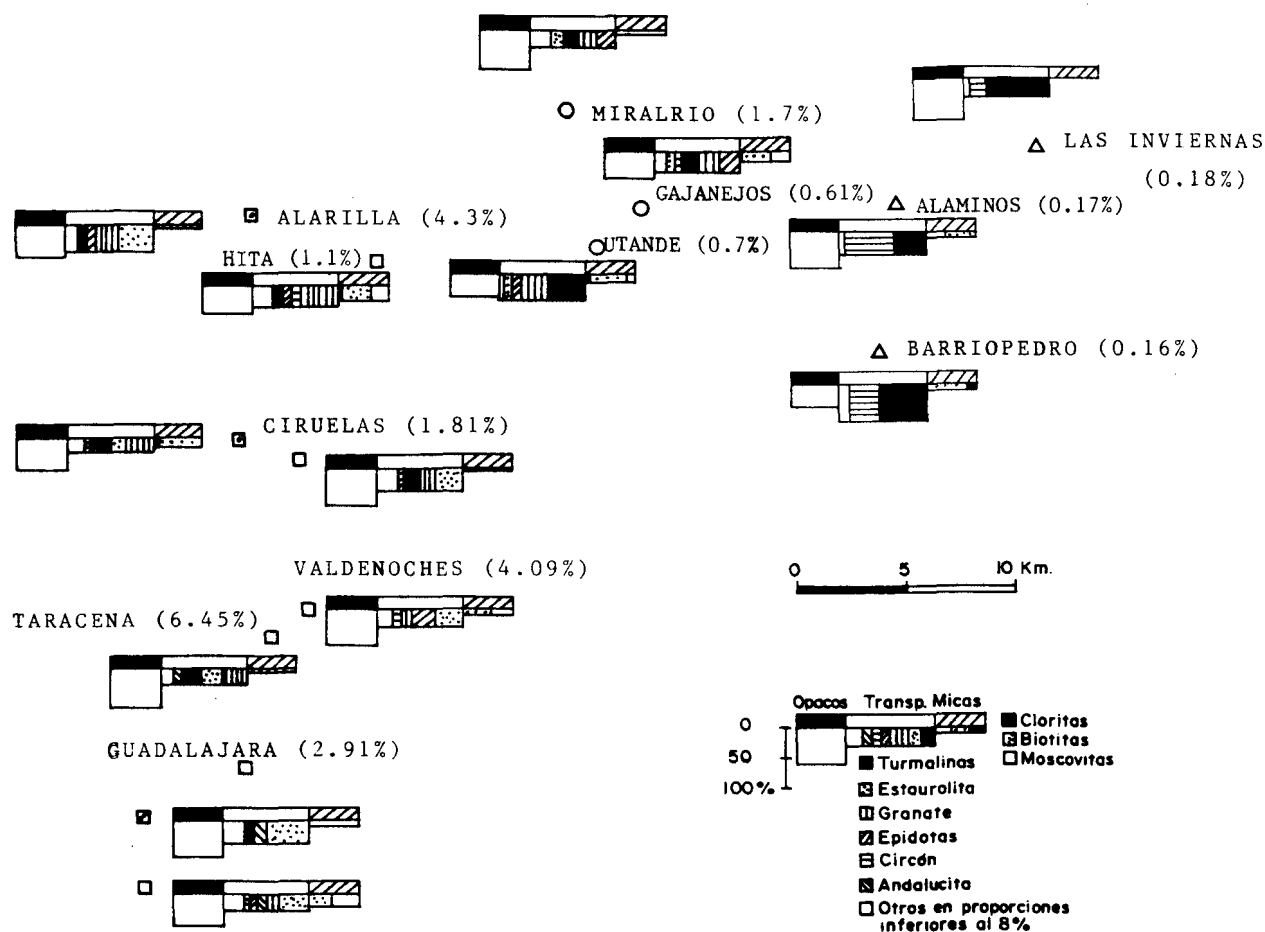 MIRALRIO (1.7%)
LAS INVIERNAS
(0.18%)
GAJANEJOS (0.61%)
ALAMINOS (0.17%)
ALARILLA (4.3%)
UTANDE (0.7%)
HITA (1.1%)
BARRIOPEDRO (0.16%)
CIRUELAS (1.81%)
VALDENOCHES (4.09%)
0 5 10 Km.
TARACENA (6.45%)
GUADALAJARA (2.91%)
Opacos Transp. Micas
0
50
100%
Cloritas
Biotitas
Moscovitas
Turmalinas
Estaurolita
Granate
Epidotas
Circón
Andalucita
Otros en proporciones
inferiores al 8%